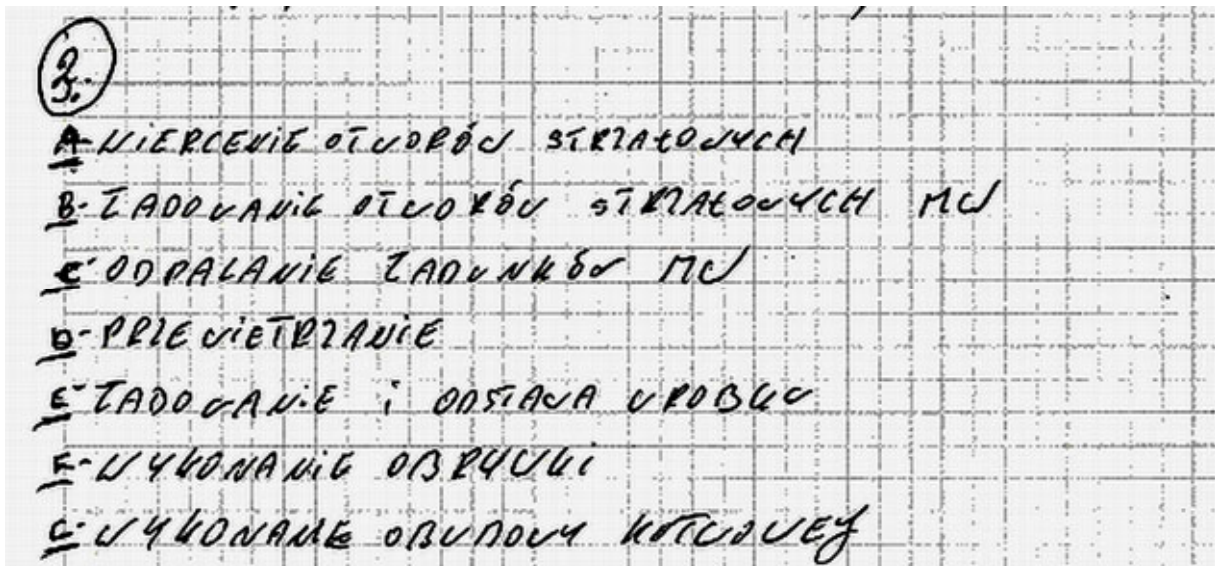 3.
A- WIERCENIE OTWORÓW STRZAŁOWYCH
B- ŁADOWANIE OTWORÓW STRZAŁOWYCH MW
C- ODPALANIE ŁADUNKÓW MW
D- PRZEWIETRZANIE
E- ŁADOWANIE i ODSTAWA UROBKU
F- WYKONANIE OBRYWKI
G- WYKONANIE OBUDOWY KOTWOWEJ